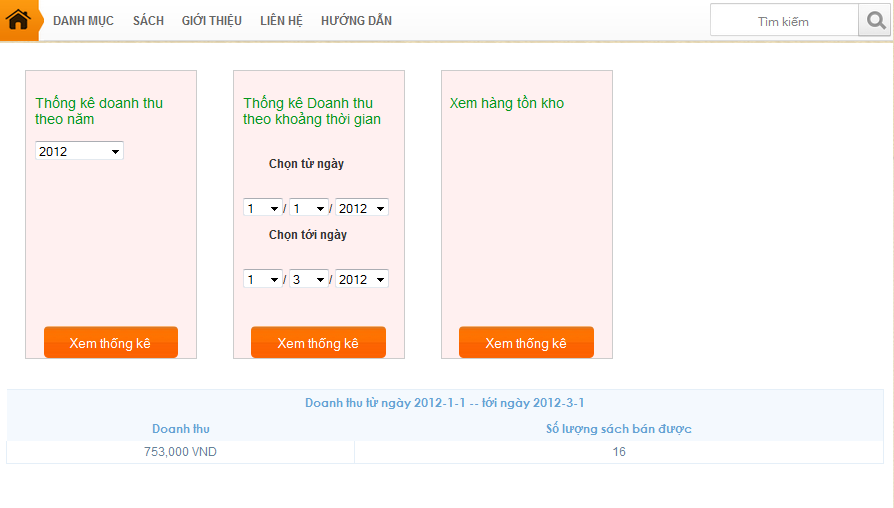 DANH MỤC SÁCH GIỚI THIỆU LIÊN HỆ HƯỚNG DẪN Tìm kiếm
Thống kê doanh thu
theo năm
2012
Xem thống kê
Thống kê Doanh thu
theo khoảng thời gian
Chọn từ ngày
1 / 1 / 2012
Chọn tới ngày
1 / 3 / 2012
Xem thống kê
Xem hàng tồn kho
Xem thống kê
Doanh thu từ ngày 2012-1-1 -- tới ngày 2012-3-1
Doanh thu Số lượng sách bán được
753,000 VND 16